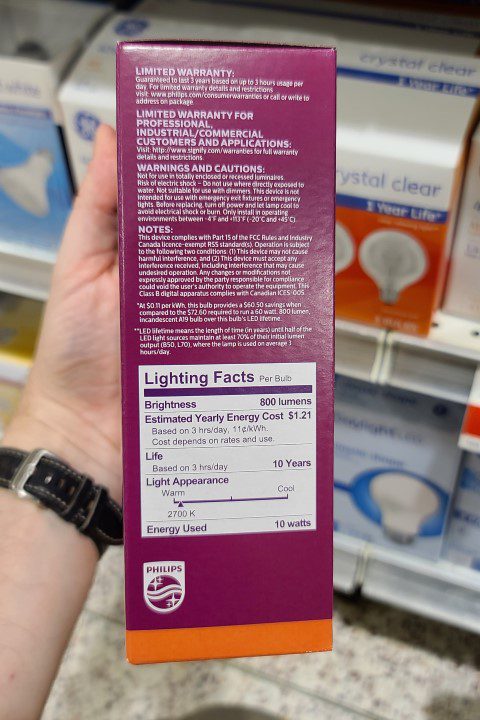 LIMITED WARRANTY:
Guaranteed to last 3 years based on up to 3 hours usage per
day. For limited warranty details and restrictions
visit: www.philips.com/consumerwarranties or call or write to
address on package.
LIMITED WARRANTY FOR
PROFESSIONAL,
INDUSTRIAL/COMMERCIAL
CUSTOMERS AND APPLICATIONS:
Visit: http://www.signify.com/warranties for full warranty
details and restrictions.
WARNINGS AND CAUTIONS:
Not for use in totally enclosed or recessed luminaires.
Risk of electric shock – Do not use where directly exposed to
water. Not suitable for use with dimmers. This device is not
intended for use with emergency exit fixtures or emergency
lights. Before replacing, turn off power and let lamp cool to
avoid electrical shock or burn. Only install in operating
environments between -4°F and +113°F (-20°C and +45°C).
NOTES:
This device complies with Part 15 of the FCC Rules and Industry
Canada licence-exempt RSS standard(s). Operation is subject
to the following two conditions: (1) This device may not cause
harmful interference, and (2) This device must accept any
interference received, including interference that may cause
undesired operation. Any changes or modifications not
expressly approved by the party responsible for compliance
could void the user's authority to operate the equipment. This
Class B digital apparatus complies with Canadian ICES-005.
*At $0.11 per kWh, this bulb provides a $60.50 savings when
compared to the $72.60 required to run a 60 watt, 800 lumen,
incandescent A19 bulb over this bulb's LED lifetime.
**LED lifetime means the length of time (in years) until half of the
LED light sources maintain at least 70% of their initial lumen
output (B50, L70), where the lamp is used on average 3
hours/day.
Lighting Facts Per Bulb
Brightness 800 lumens
Estimated Yearly Energy Cost $1.21
Based on 3 hrs/day, 11¢/kWh.
Cost depends on rates and use.
Life
Based on 3 hrs/day 10 Years
Light Appearance
Warm Cool
2700 K
Energy Used 10 watts
PHILIPS
crystal clear
1 Year Life
crystal clear
1 Year Life
GE